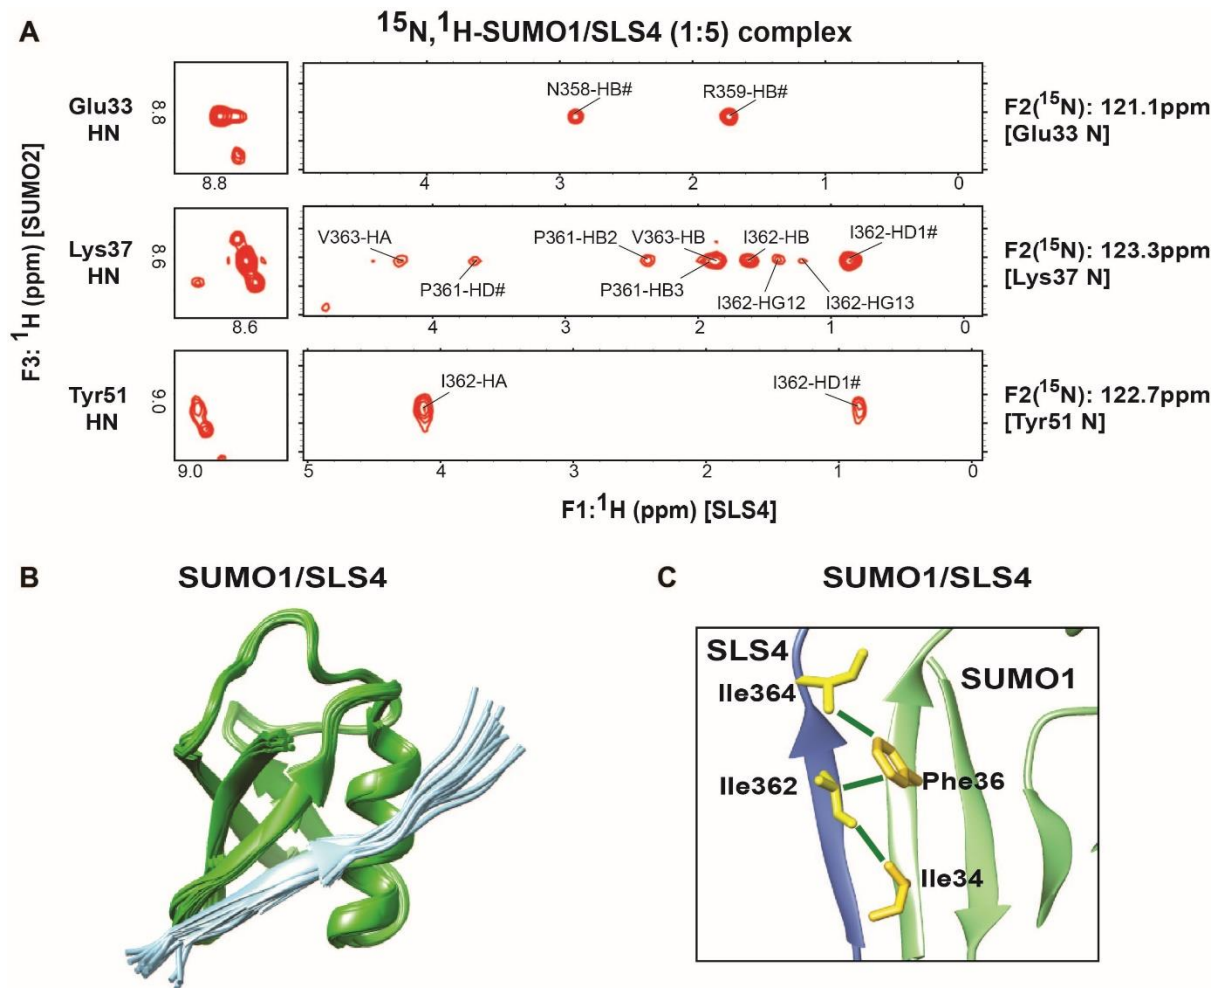 A
15N,1H-SUMO1/SLS4 (1:5) complex
F3: 1H (ppm) [SUMO2]
Glu33
HN
8.8
8.8
N358-HB#
R359-HB#
4
3
2
1
0
F2(15N): 121.1ppm
[Glu33 N]
Lys37
HN
8.6
8.6
V363-HA
P361-HD#
P361-HB2
V363-HB
P361-HB3
I362-HB
I362-HG12
I362-HD1#
I362-HG13
4
3
2
1
0
F2(15N): 123.3ppm
[Lys37 N]
Tyr51
HN
9.0
9.0
I362-HA
I362-HD1#
5
4
3
2
1
0
F2(15N): 122.7ppm
[Tyr51 N]
F1:1H (ppm) [SLS4]
B
SUMO1/SLS4
C
SUMO1/SLS4
SLS4
Ile364
SUMO1
Ile362
Phe36
Ile34